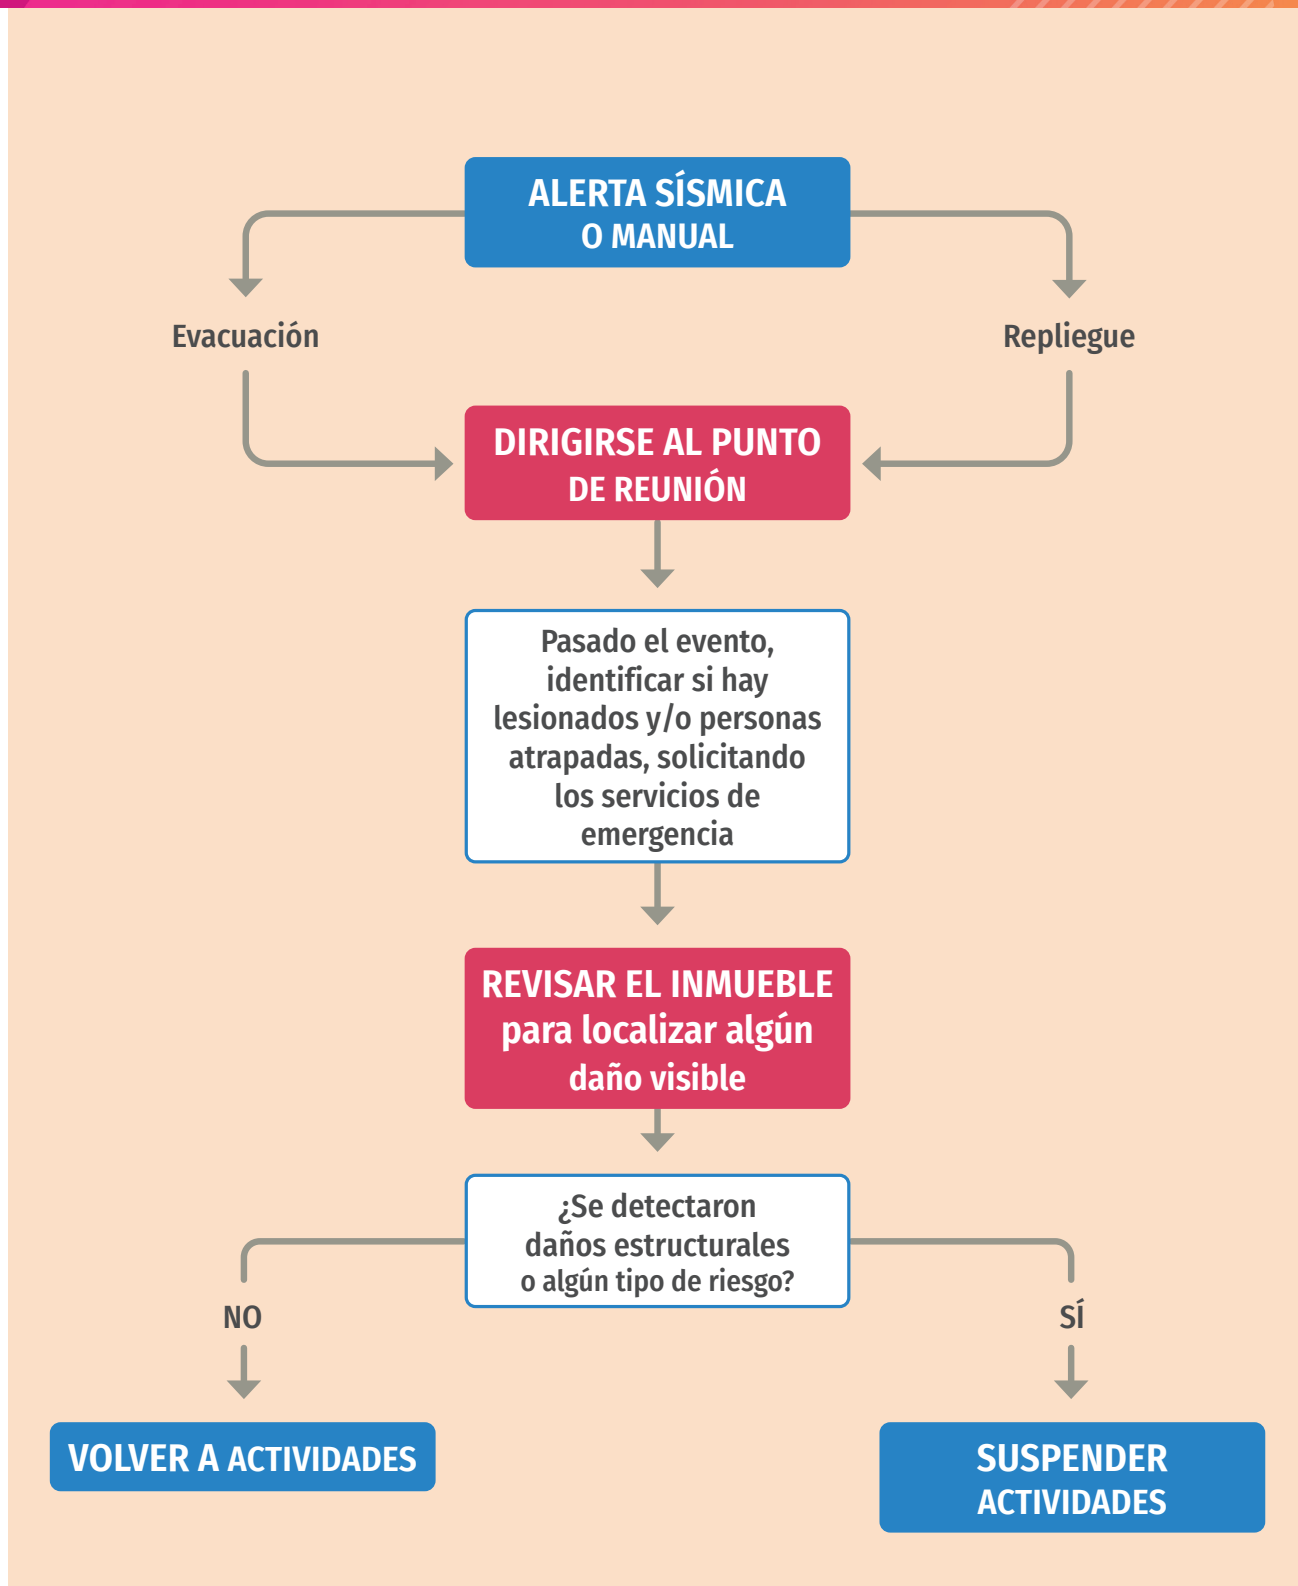 ALERTA SÍSMICA
O MANUAL
Evacuación
Repliegue
DIRIGIRSE AL PUNTO
DE REUNIÓN
Pasado el evento,
identificar si hay
lesionados y/o personas
atrapadas, solicitando
los servicios de
emergencia
REVISAR EL INMUEBLE
para localizar algún
daño visible
¿Se detectaron
daños estructurales
o algún tipo de riesgo?
NO
SÍ
VOLVER A ACTIVIDADES
SUSPENDER
ACTIVIDADES